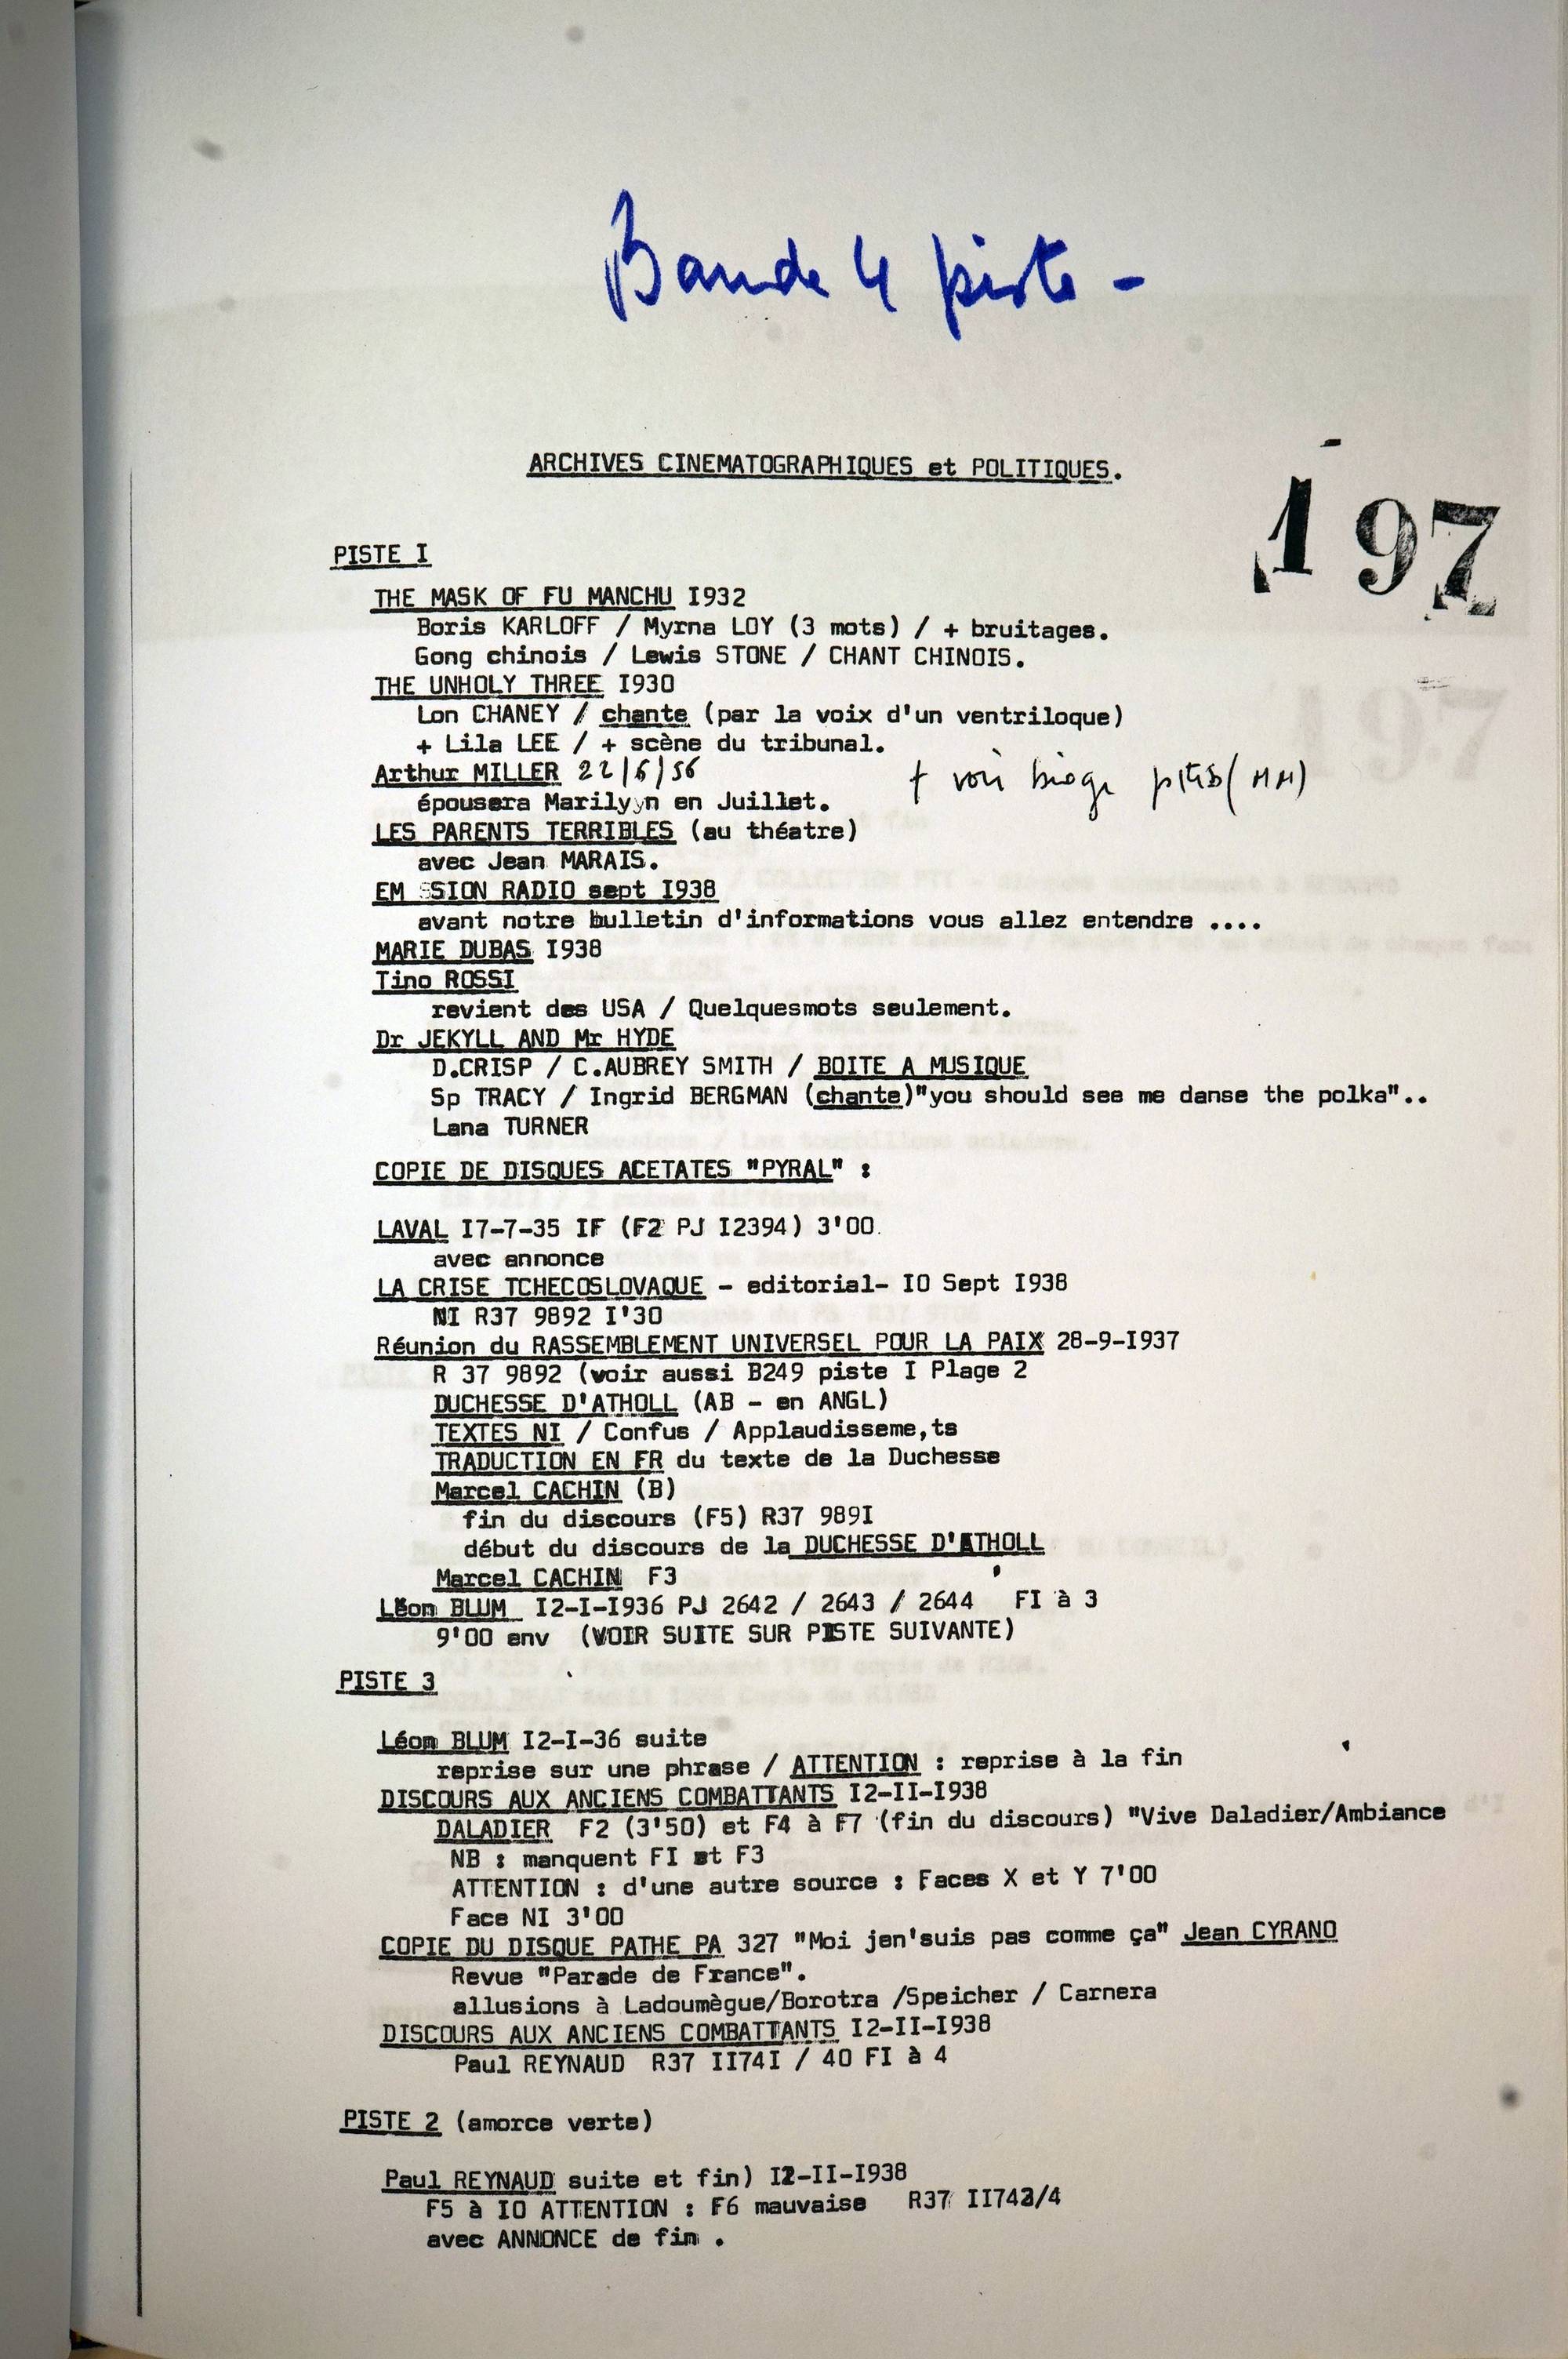 Bande 4 piste -
ARCHIVES CINEMATOGRAPHIQUES et POLITIQUES.
197
PISTE I
THE MASK OF FU MANCHU I932
Boris KARLOFF / Myrna LOY (3 mots) / + bruitages.
Gong chinois / Lewis STONE / CHANT CHINOIS.
THE UNHOLY THREE I930
Lon CHANEY / chante (par la voix d'un ventriloque)
+ Lila LEE / + scène du tribunal.
Arthur MILLER 22/6/56 + voir (MM)
épousera Marilyyn en Juillet.
LES PARENTS TERRIBLES (au théatre)
avec Jean MARAIS.
EM SSION RADIO sept I938
avant notre bulletin d'informations vous allez entendre ....
MARIE DUBAS I938
Tino ROSSI
revient des USA / Quelquesmots seulement.
Dr JEKYLL AND Mr HYDE
D.CRISP / C.AUBREY SMITH / BOITE A MUSIQUE
Sp TRACY / Ingrid BERGMAN (chante)"you should see me danse the polka"..
Lana TURNER
COPIE DE DISQUES ACETATES "PYRAL" :
LAVAL I7-7-35 IF (F2 PJ I2394) 3'00.
avec annonce
LA CRISE TCHECOSLOVAQUE - editorial- IO Sept I938
NI R37 9892 I'30
Réunion du RASSEMBLEMENT UNIVERSEL POUR LA PAIX 28-9-I937
R 37 9892 (voir aussi B249 piste I Plage 2
DUCHESSE D'ATHOLL (AB - en ANGL)
TEXTES NI / Confus / Applaudisseme,ts
TRADUCTION EN FR du texte de la Duchesse
Marcel CACHIN (B)
fin du discours (F5) R37 989I
début du discours de la DUCHESSE D'ATHOLL
Marcel CACHIN F3
Léon BLUM I2-I-I936 PJ 2642 / 2643 / 2644 FI à 3
9'00 env (VOIR SUITE SUR PISTE SUIVANTE)
PISTE 3
Léon BLUM I2-I-36 suite
reprise sur une phrase / ATTENTION : reprise à la fin
DISCOURS AUX ANCIENS COMBATTANTS I2-II-I938
DALADIER F2 (3'50) et F4 à F7 (fin du discours) "Vive Daladier/Ambiance
NB : manquent FI et F3
ATTENTION : d'une autre source : Faces X et Y 7'00
Face NI 3'00
COPIE DU DISQUE PATHE PA 327 "Moi jen'suis pas comme ça" Jean CYRANO
Revue "Parade de France".
allusions à Ladoumègue/Borotra /Speicher / Carnera
DISCOURS AUX ANCIENS COMBATTANTS I2-II-I938
Paul REYNAUD R37 II74I / 40 FI à 4
PISTE 2 (amorce verte)
Paul REYNAUD suite et fin) I2-II-I938
F5 à IO ATTENTION : F6 mauvaise R37 II742/4
avec ANNONCE de fin .